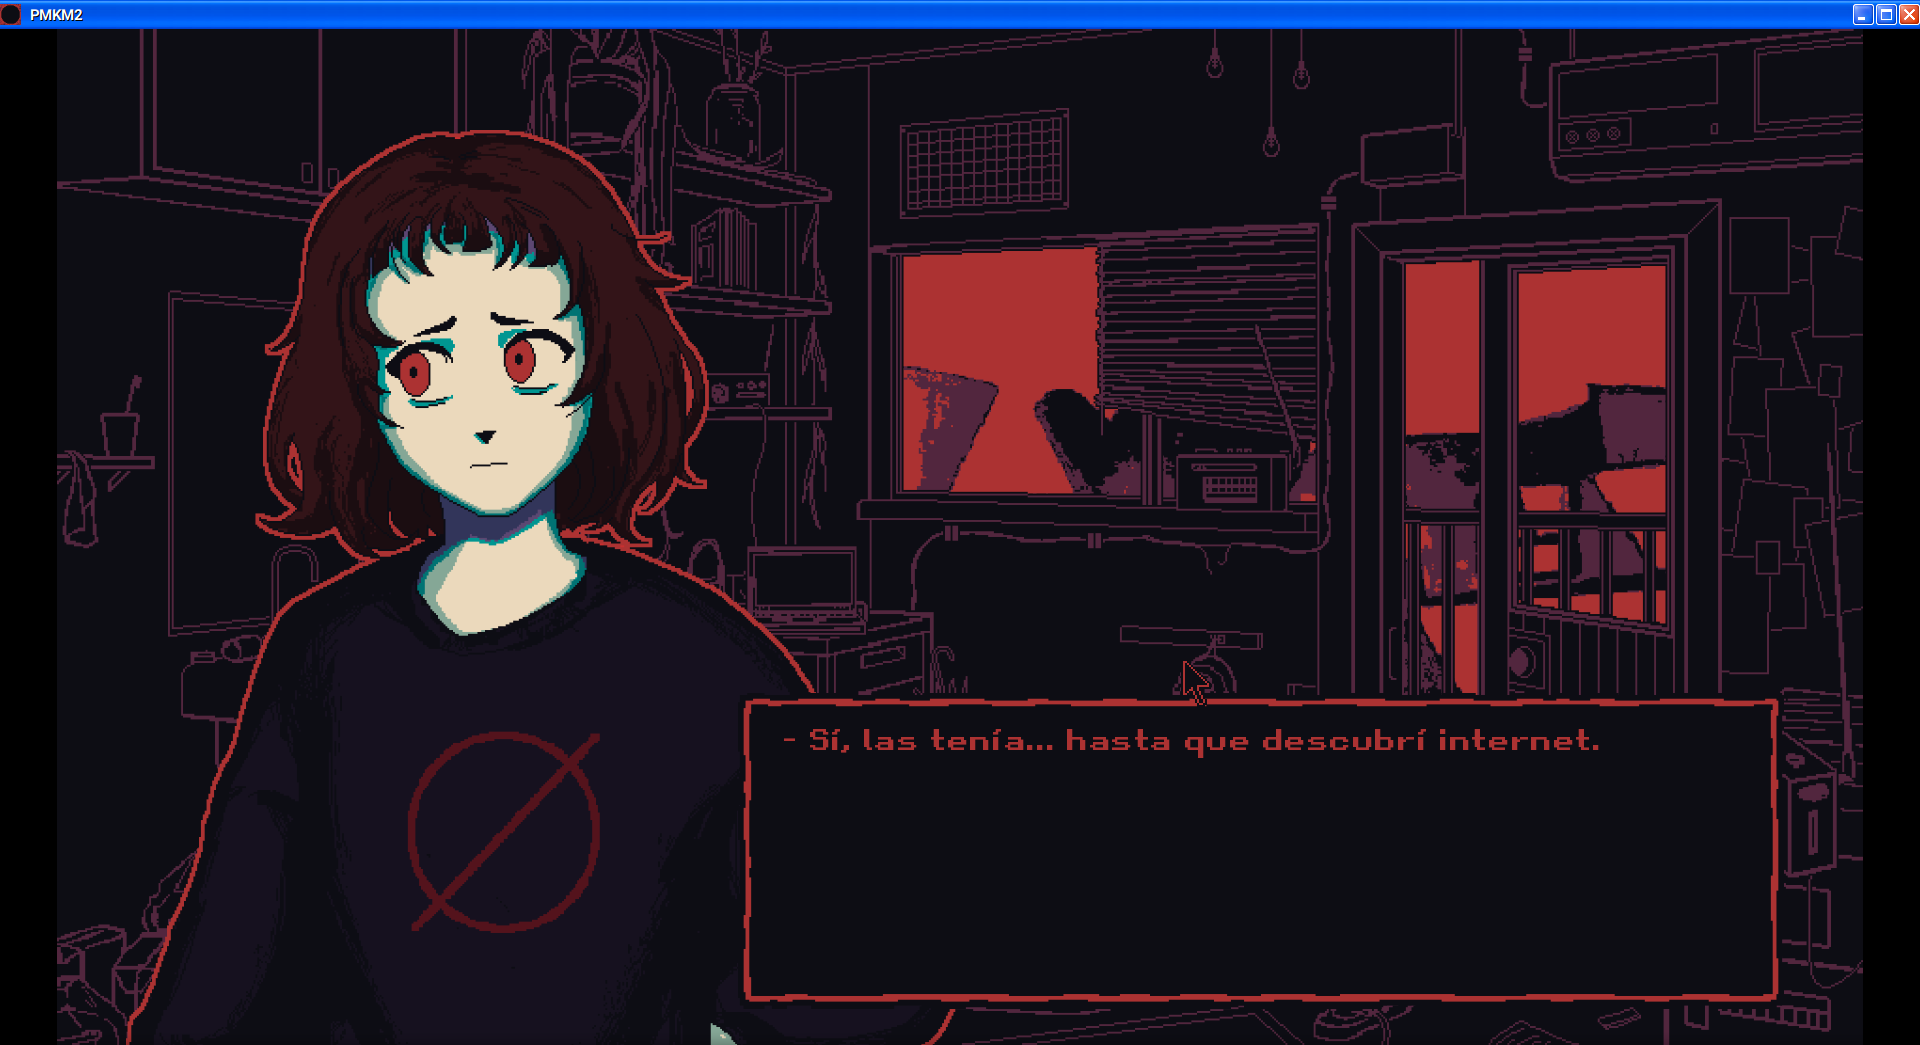 PMKM2
- Sí, las tenía... hasta que descubrí internet.